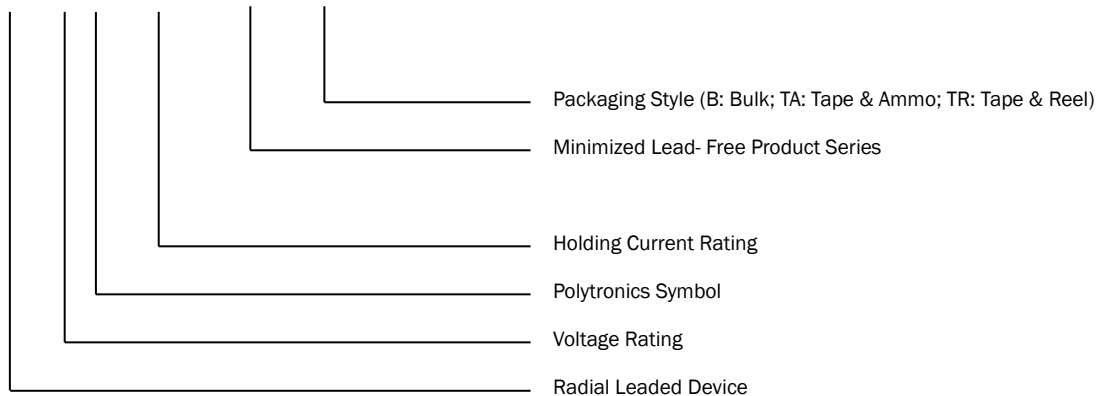 Packaging Style (B: Bulk; TA: Tape & Ammo; TR: Tape & Reel)
Minimized Lead- Free Product Series
Holding Current Rating
Polytronics Symbol
Voltage Rating
Radial Leaded Device